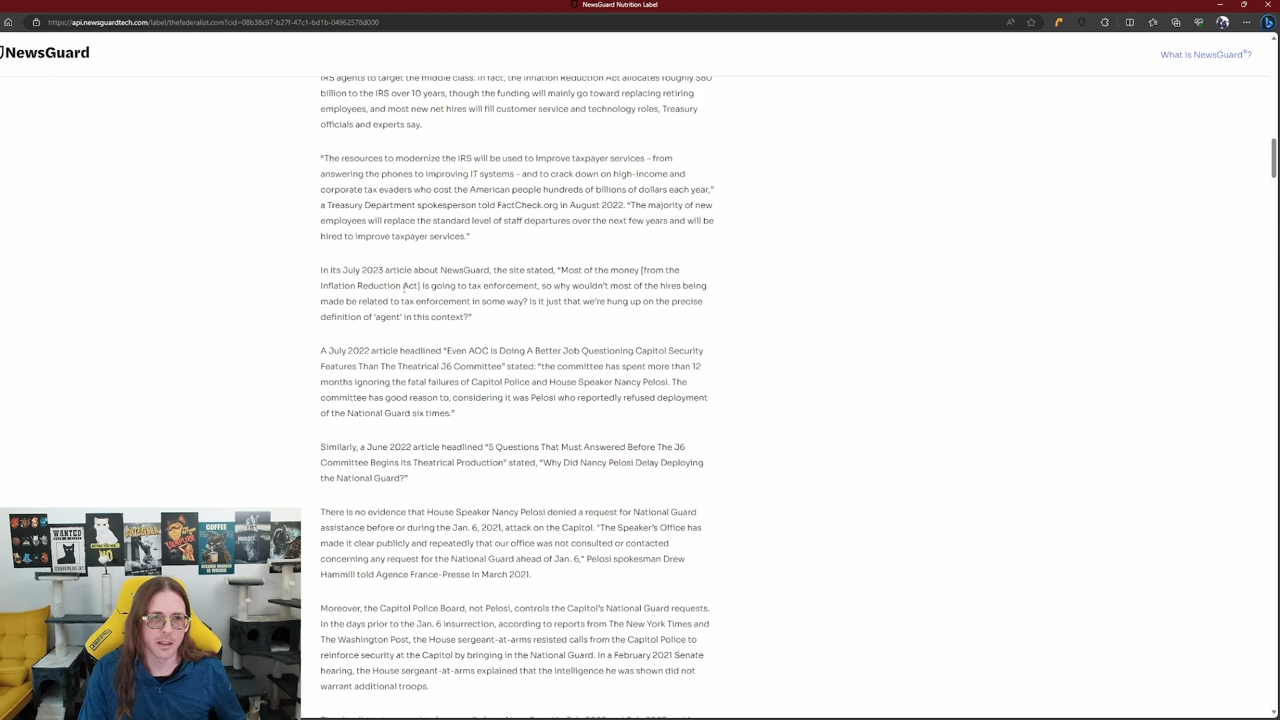 NewsGuard Nutrition Label
https://api.newsguardtech.com/label/thefederalist.com?cid=08b38c97-b27f-47c1-bd1b-04962578d000
NewsGuard
What is NewsGuard®?
IRS agents to target the middle class. In fact, the Inflation Reduction Act allocates roughly $80
billion to the IRS over 10 years, though the funding will mainly go toward replacing retiring
employees, and most new net hires will fill customer service and technology roles, Treasury
officials and experts say.
“The resources to modernize the IRS will be used to improve taxpayer services – from
answering the phones to improving IT systems – and to crack down on high-income and
corporate tax evaders who cost the American people hundreds of billions of dollars each year,”
a Treasury Department spokesperson told FactCheck.org in August 2022. “The majority of new
employees will replace the standard level of staff departures over the next few years and will be
hired to improve taxpayer services.”
In its July 2023 article about NewsGuard, the site stated, “Most of the money [from the
Inflation Reduction Act] is going to tax enforcement, so why wouldn’t most of the hires being
made be related to tax enforcement in some way? Is it just that we’re hung up on the precise
definition of ‘agent’ in this context?”
A July 2022 article headlined “Even AOC Is Doing A Better Job Questioning Capitol Security
Features Than The Theatrical J6 Committee” stated: “the committee has spent more than 12
months ignoring the fatal failures of Capitol Police and House Speaker Nancy Pelosi. The
committee has good reason to, considering it was Pelosi who reportedly refused deployment
of the National Guard six times.”
Similarly, a June 2022 article headlined “5 Questions That Must Answered Before The J6
Committee Begins Its Theatrical Production” stated, “Why Did Nancy Pelosi Delay Deploying
the National Guard?”
There is no evidence that House Speaker Nancy Pelosi denied a request for National Guard
assistance before or during the Jan. 6, 2021, attack on the Capitol. “The Speaker’s Office has
made it clear publicly and repeatedly that our office was not consulted or contacted
concerning any request for the National Guard ahead of Jan. 6,” Pelosi spokesman Drew
Hammill told Agence France-Presse in March 2021.
Moreover, the Capitol Police Board, not Pelosi, controls the Capitol’s National Guard requests.
In the days prior to the Jan. 6 insurrection, according to reports from The New York Times and
The Washington Post, the House sergeant-at-arms resisted calls from the Capitol Police to
reinforce security at the Capitol by bringing in the National Guard. In a February 2021 Senate
hearing, the House sergeant-at-arms explained that the intelligence he was shown did not
warrant additional troops.
WANTED
COFFEE